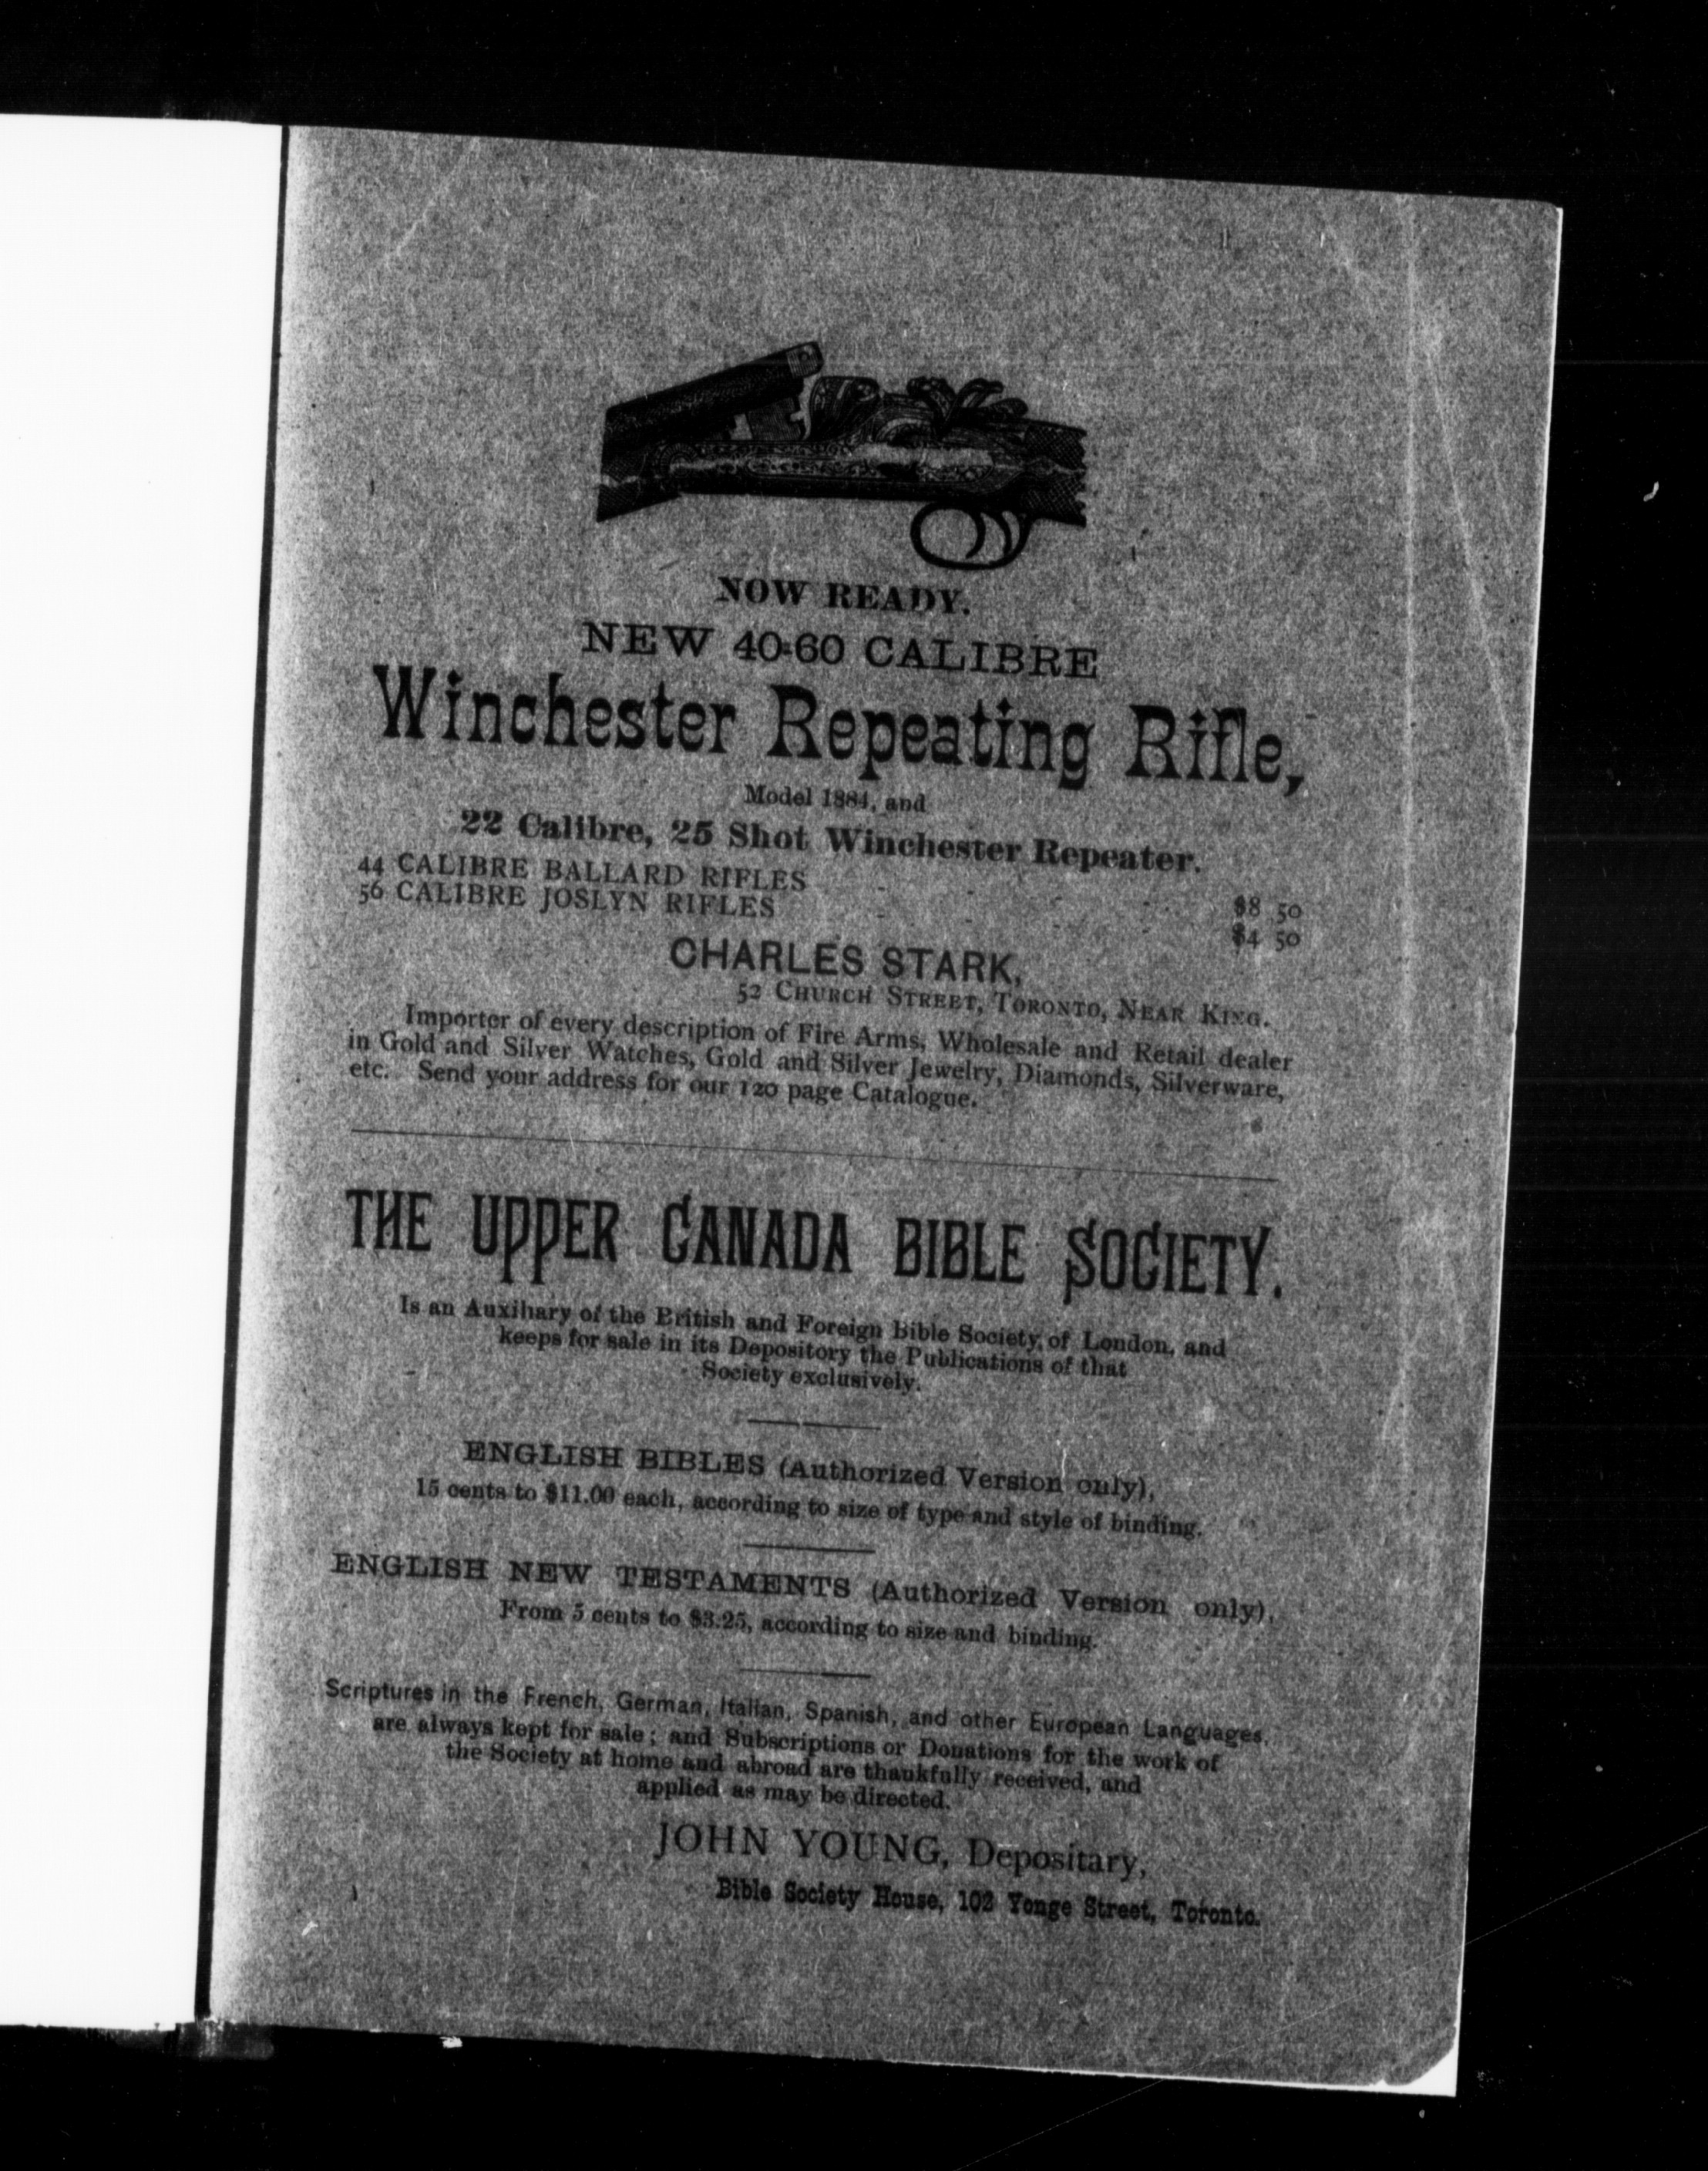 NOW READY.
NEW 40-60 CALIBRE
Winchester Repeating Rifle,
Model 1884, and
22 Calibre, 25 Shot Winchester Repeater.
44 CALIBRE BALLARD RIFLES - - - - $8 50
56 CALIBRE JOSLYN RIFLES - - - - $4 50
CHARLES STARK,
52 CHURCH STREET, TORONTO, NEAR KING.
Importer of every description of Fire Arms, Wholesale and Retail dealer
in Gold and Silver Watches, Gold and Silver Jewelry, Diamonds, Silverware,
etc. Send your address for our 120 page Catalogue.
THE UPPER CANADA BIBLE SOCIETY.
Is an Auxiliary of the British and Foreign Bible Society, of London, and
keeps for sale in its Depository the Publications of that
Society exclusively.
ENGLISH BIBLES (Authorized Version only),
15 cents to $11.00 each, according to size of type and style of binding.
ENGLISH NEW TESTAMENTS (Authorized Version only),
From 5 cents to $3.25, according to size and binding.
Scriptures in the French, German, Italian, Spanish, and other European Languages,
are always kept for sale; and Subscriptions or Donations for the work of
the Society at home and abroad are thankfully received, and
applied as may be directed.
JOHN YOUNG, Depositary,
Bible Society House, 102 Yonge Street, Toronto.